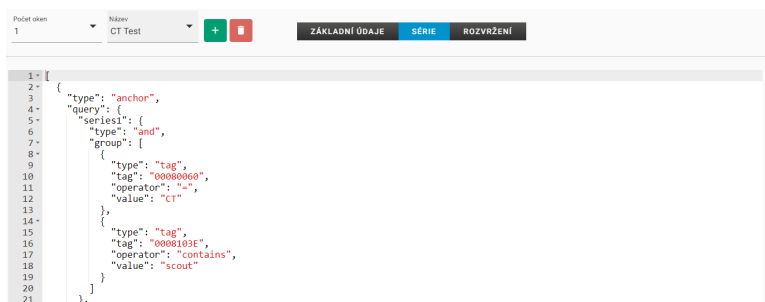 Počet oken
1
Název
CT Test
+
ZÁKLADNÍ ÚDAJE SÉRIE ROZVRŽENÍ
1 [
2 {
3 "type": "anchor",
4 "query": {
5 "series1": {
6 "type": "and",
7 "group": [
8 {
9 "type": "tag",
10 "tag": "00080060",
11 "operator": "=",
12 "value": "CT"
13 },
14 {
15 "type": "tag",
16 "tag": "0008103E",
17 "operator": "contains",
18 "value": "scout"
19 }
20 ]
21 },